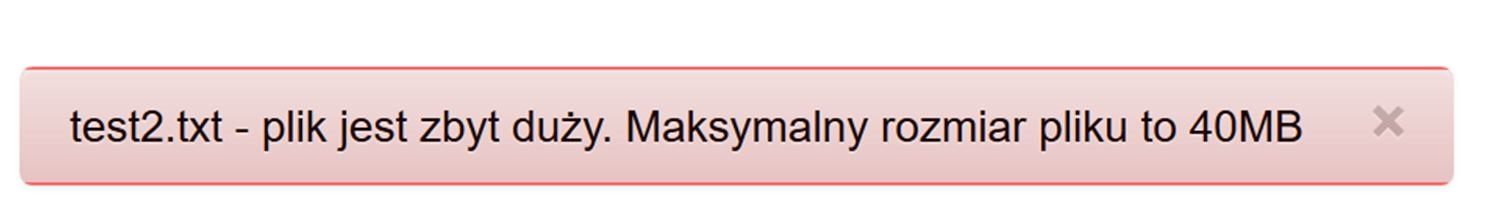 test2.txt - plik jest zbyt duży. Maksymalny rozmiar pliku to 40MB